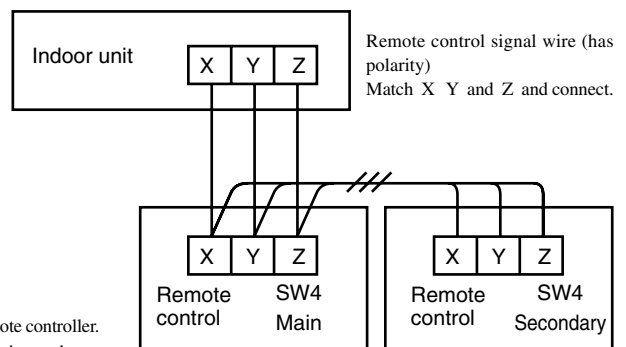 Indoor unit
X Y Z
Remote control signal wire (has
polarity)
Match X Y and Z and connect.
X Y Z
Remote
control
SW4
Main
X Y Z
Remote
control
SW4
Secondary
controller.